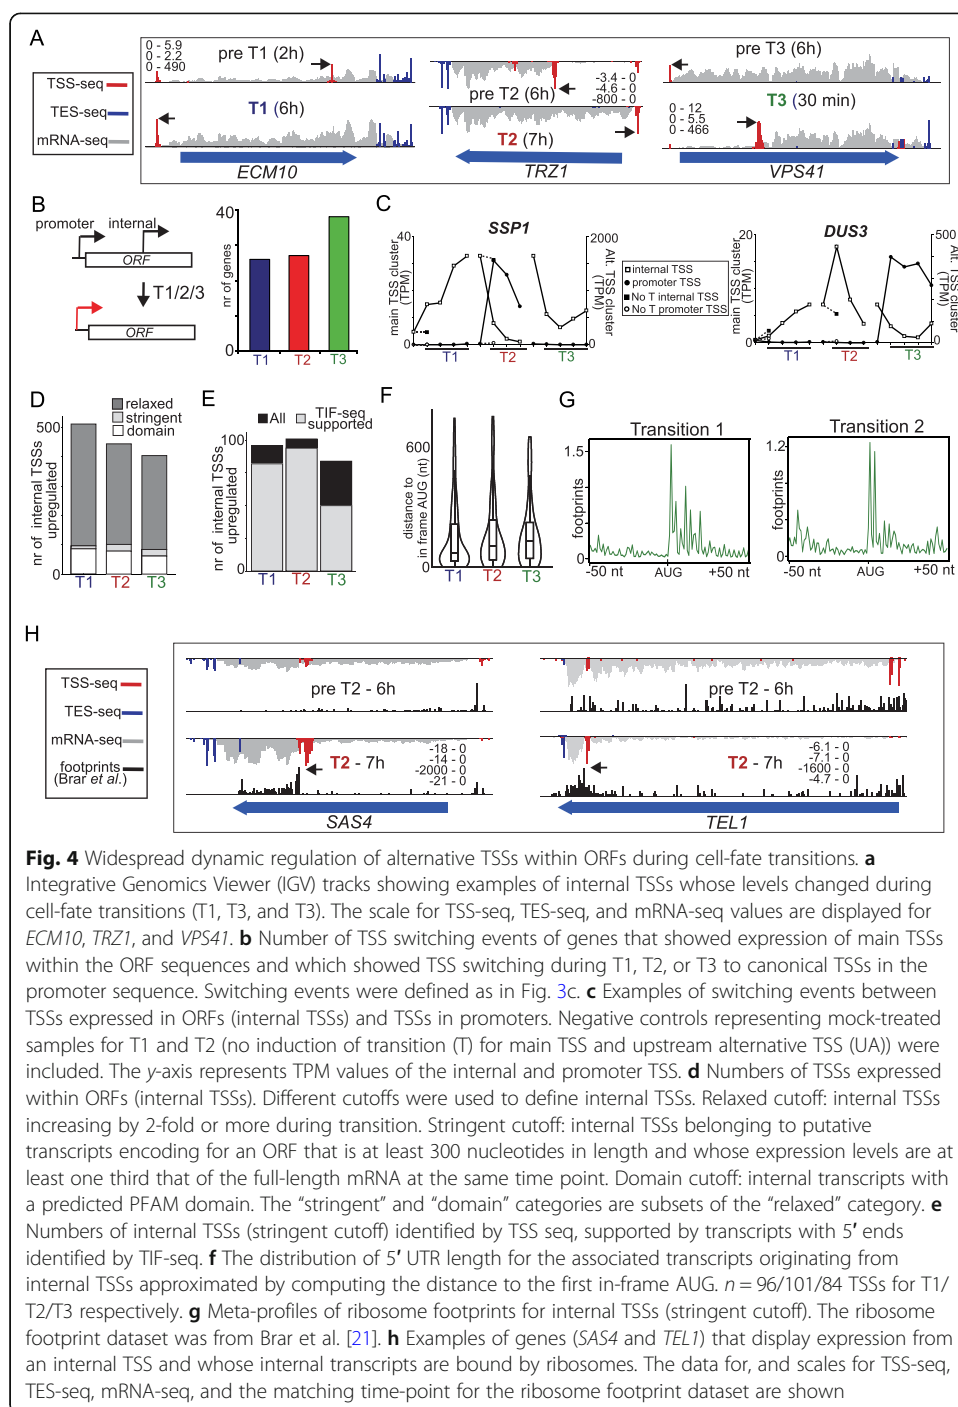 A
0 - 5.9
0 - 2.2
0 - 490
pre T1 (2h)
-3.4 - 0
-4.6 - 0
-800 - 0
pre T2 (6h)
pre T3 (6h)
TSS-seq
TES-seq
mRNA-seq
T1 (6h)
T2 (7h)
0 - 12
0 - 5.5
0 - 466
T3 (30 min)
ECM10
TRZ1
VPS41
B
promoter internal
ORF
T1/2/3
ORF
nr of genes
40
0
T1 T2 T3
C
SSP1
main TSS cluster
(TPM)
40
0
2000
0
Alt. TSS cluster
(TPM)
T1 T2 T3
internal TSS
promoter TSS
No T internal TSS
No T promoter TSS
DUS3
main TSS cluster
(TPM)
20
0
500
0
Alt. TSS cluster
(TPM)
T1 T2 T3
D
relaxed
stringent
domain
nr of internal TSSs
upregulated
500
0
T1 T2 T3
E
All
TIF-seq
supported
nr of internal TSSs
upregulated
100
0
T1 T2 T3
F
distance to
in frame AUG (nt)
600
0
T1 T2 T3
G
Transition 1
footprints
1.5
0
-50 nt AUG +50 nt
Transition 2
footprints
1.2
0
-50 nt AUG +50 nt
H
TSS-seq
TES-seq
mRNA-seq
footprints
(Brar et al.)
pre T2 - 6h
pre T2 - 6h
T2 - 7h
-18 - 0
-14 - 0
-2000 - 0
-21 - 0
T2 - 7h
-6.1 - 0
-7.1 - 0
-1600 - 0
-4.7 - 0
SAS4
TEL1
Fig. 4 Widespread dynamic regulation of alternative TSSs within ORFs during cell-fate transitions. a
Integrative Genomics Viewer (IGV) tracks showing examples of internal TSSs whose levels changed during
cell-fate transitions (T1, T3, and T3). The scale for TSS-seq, TES-seq, and mRNA-seq values are displayed for
ECM10, TRZ1, and VPS41. b Number of TSS switching events of genes that showed expression of main TSSs
within the ORF sequences and which showed TSS switching during T1, T2, or T3 to canonical TSSs in the
promoter sequence. Switching events were defined as in Fig. 3c. c Examples of switching events between
TSSs expressed in ORFs (internal TSSs) and TSSs in promoters. Negative controls representing mock-treated
samples for T1 and T2 (no induction of transition (T) for main TSS and upstream alternative TSS (UA)) were
included. The y-axis represents TPM values of the internal and promoter TSS. d Numbers of TSSs expressed
within ORFs (internal TSSs). Different cutoffs were used to define internal TSSs. Relaxed cutoff: internal TSSs
increasing by 2-fold or more during transition. Stringent cutoff: internal TSSs belonging to putative
transcripts encoding for an ORF that is at least 300 nucleotides in length and whose expression levels are at
least one third that of the full-length mRNA at the same time point. Domain cutoff: internal transcripts with
a predicted PFAM domain. The “stringent” and “domain” categories are subsets of the “relaxed” category. e
Numbers of internal TSSs (stringent cutoff) identified by TSS seq, supported by transcripts with 5′ ends
identified by TIF-seq. f The distribution of 5′ UTR length for the associated transcripts originating from
internal TSSs approximated by computing the distance to the first in-frame AUG. n = 96/101/84 TSSs for T1/
T2/T3 respectively. g Meta-profiles of ribosome footprints for internal TSSs (stringent cutoff). The ribosome
footprint dataset was from Brar et al. [21]. h Examples of genes (SAS4 and TEL1) that display expression from
an internal TSS and whose internal transcripts are bound by ribosomes. The data for, and scales for TSS-seq,
TES-seq, mRNA-seq, and the matching time-point for the ribosome footprint dataset are shown